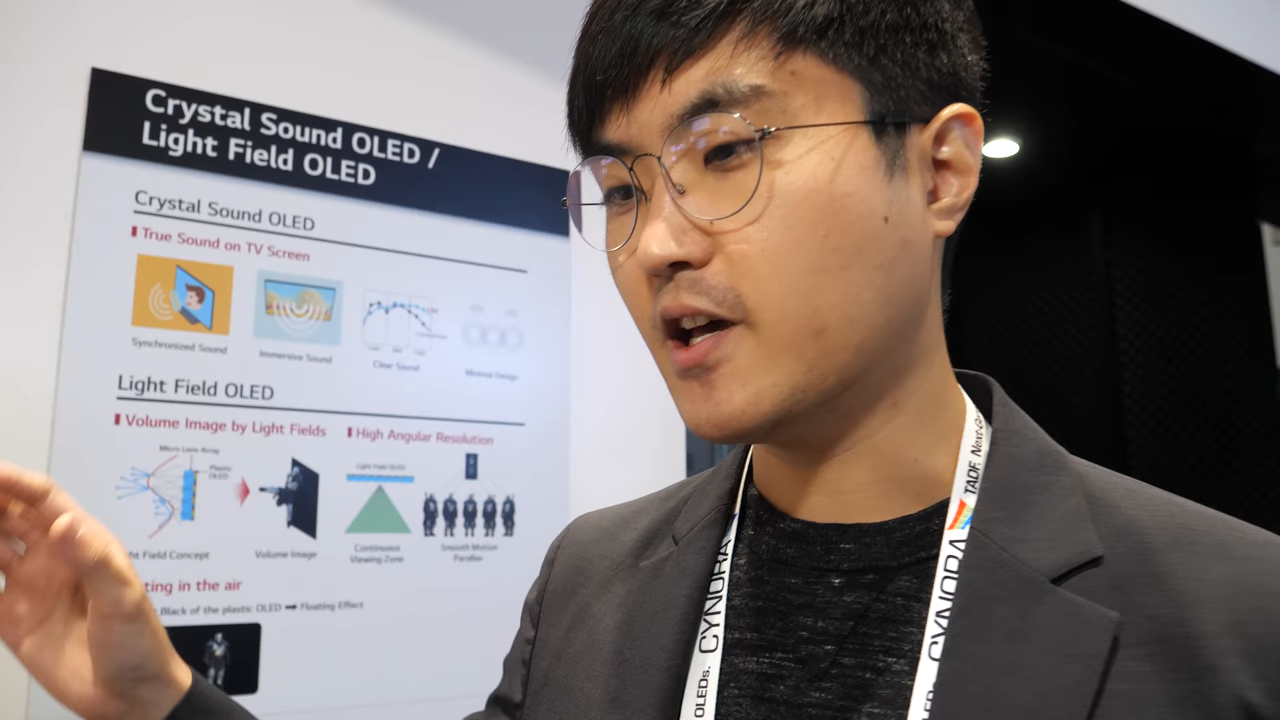 Crystal Sound OLED /
Light Field OLED
Crystal Sound OLED
True Sound on TV Screen
Synchronized Sound
Immersive Sound
Clear Sound
Minimal Design
Light Field OLED
Volume Image by Light Fields
High Angular Resolution
Micro Lens Array
Plastic
OLED
Light Field OLED
ht Field Concept
Volume Image
Continuous
Viewing Zone
Smooth Motion
Parallax
ting in the air
Black of the plastic OLED ➡ Floating Effect
OLEDs. CYNORA
CYNORA TADF. Next-Ge